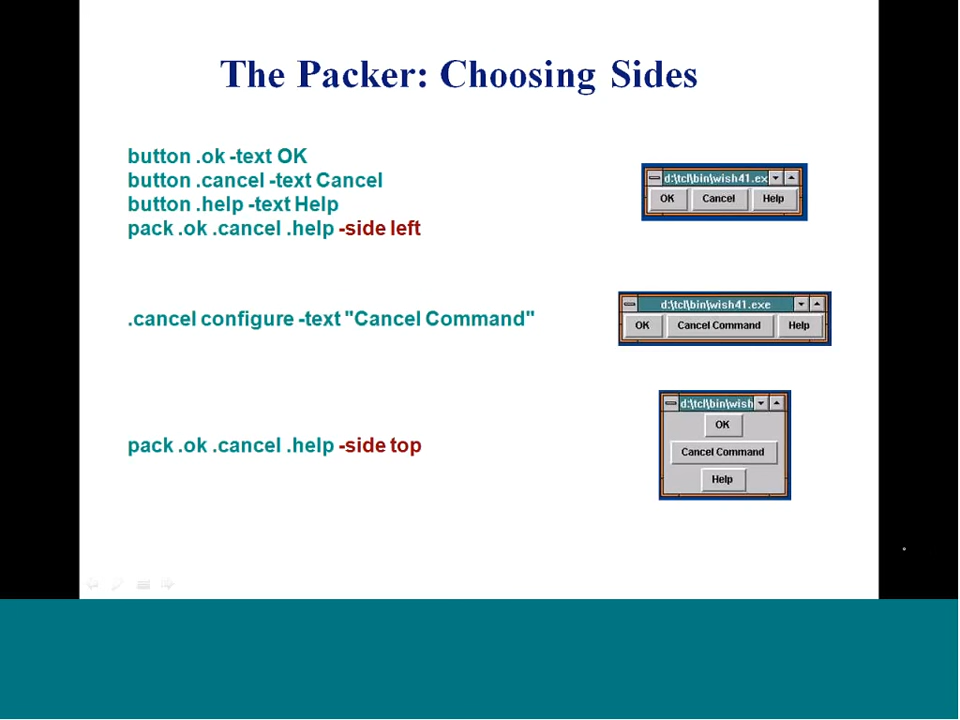 The Packer: Choosing Sides
button .ok -text OK
button .cancel -text Cancel
button .help -text Help
pack .ok .cancel .help -side left
d:\tcl\bin\wish41.ex
OK Cancel Help
.cancel configure -text "Cancel Command"
d:\tcl\bin\wish41.exe
OK Cancel Command Help
pack .ok .cancel .help -side top
d:\tcl\bin\wish
OK
Cancel Command
Help